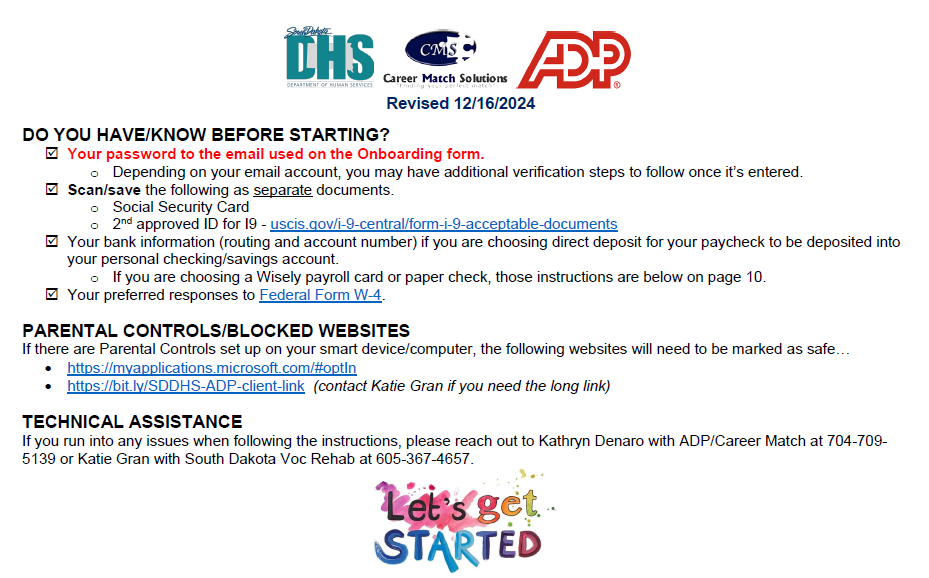 South Dakota
DHS
DEPARTMENT OF HUMAN SERVICES
CMS
Career Match Solutions
"finding your perfect match"
ADP®
Revised 12/16/2024
DO YOU HAVE/KNOW BEFORE STARTING?
☑ Your password to the email used on the Onboarding form.
o Depending on your email account, you may have additional verification steps to follow once it's entered.
☑ Scan/save the following as separate documents.
o Social Security Card
o 2nd approved ID for I9 - uscis.gov/i-9-central/form-i-9-acceptable-documents
☑ Your bank information (routing and account number) if you are choosing direct deposit for your paycheck to be deposited into
your personal checking/savings account.
o If you are choosing a Wisely payroll card or paper check, those instructions are below on page 10.
☑ Your preferred responses to Federal Form W-4.
PARENTAL CONTROLS/BLOCKED WEBSITES
If there are Parental Controls set up on your smart device/computer, the following websites will need to be marked as safe…
• https://myapplications.microsoft.com/#optIn
• https://bit.ly/SDDHS-ADP-client-link (contact Katie Gran if you need the long link)
TECHNICAL ASSISTANCE
If you run into any issues when following the instructions, please reach out to Kathryn Denaro with ADP/Career Match at 704-709-
5139 or Katie Gran with South Dakota Voc Rehab at 605-367-4657.
Let's get
STARTED